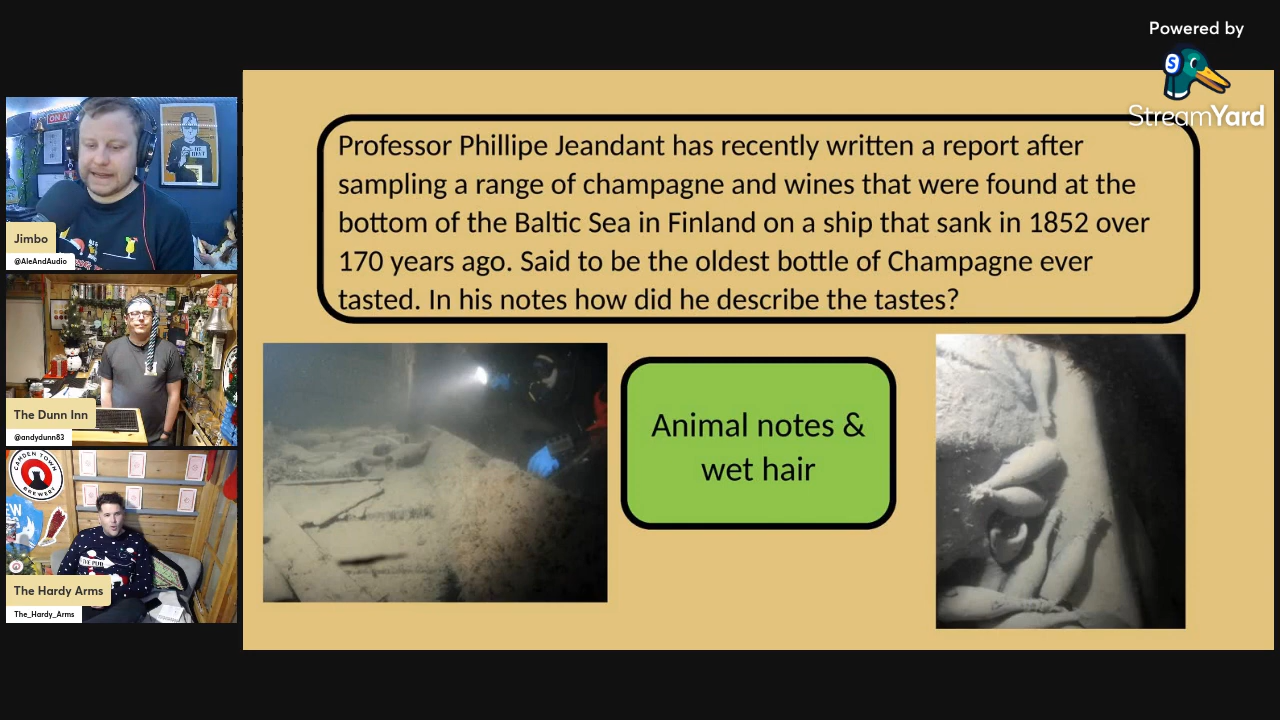 Powered by
StreamYard
Professor Phillipe Jeandant has recently written a report after
sampling a range of champagne and wines that were found at the
bottom of the Baltic Sea in Finland on a ship that sank in 1852 over
170 years ago. Said to be the oldest bottle of Champagne ever
tasted. In his notes how did he describe the tastes?
Animal notes &
wet hair
ON AI
Jimbo
@AleAndAudio
The Dunn Inn
@andydunn83
CAMDEN TOWN
BREWERY
The Hardy Arms
The_Hardy_Arms